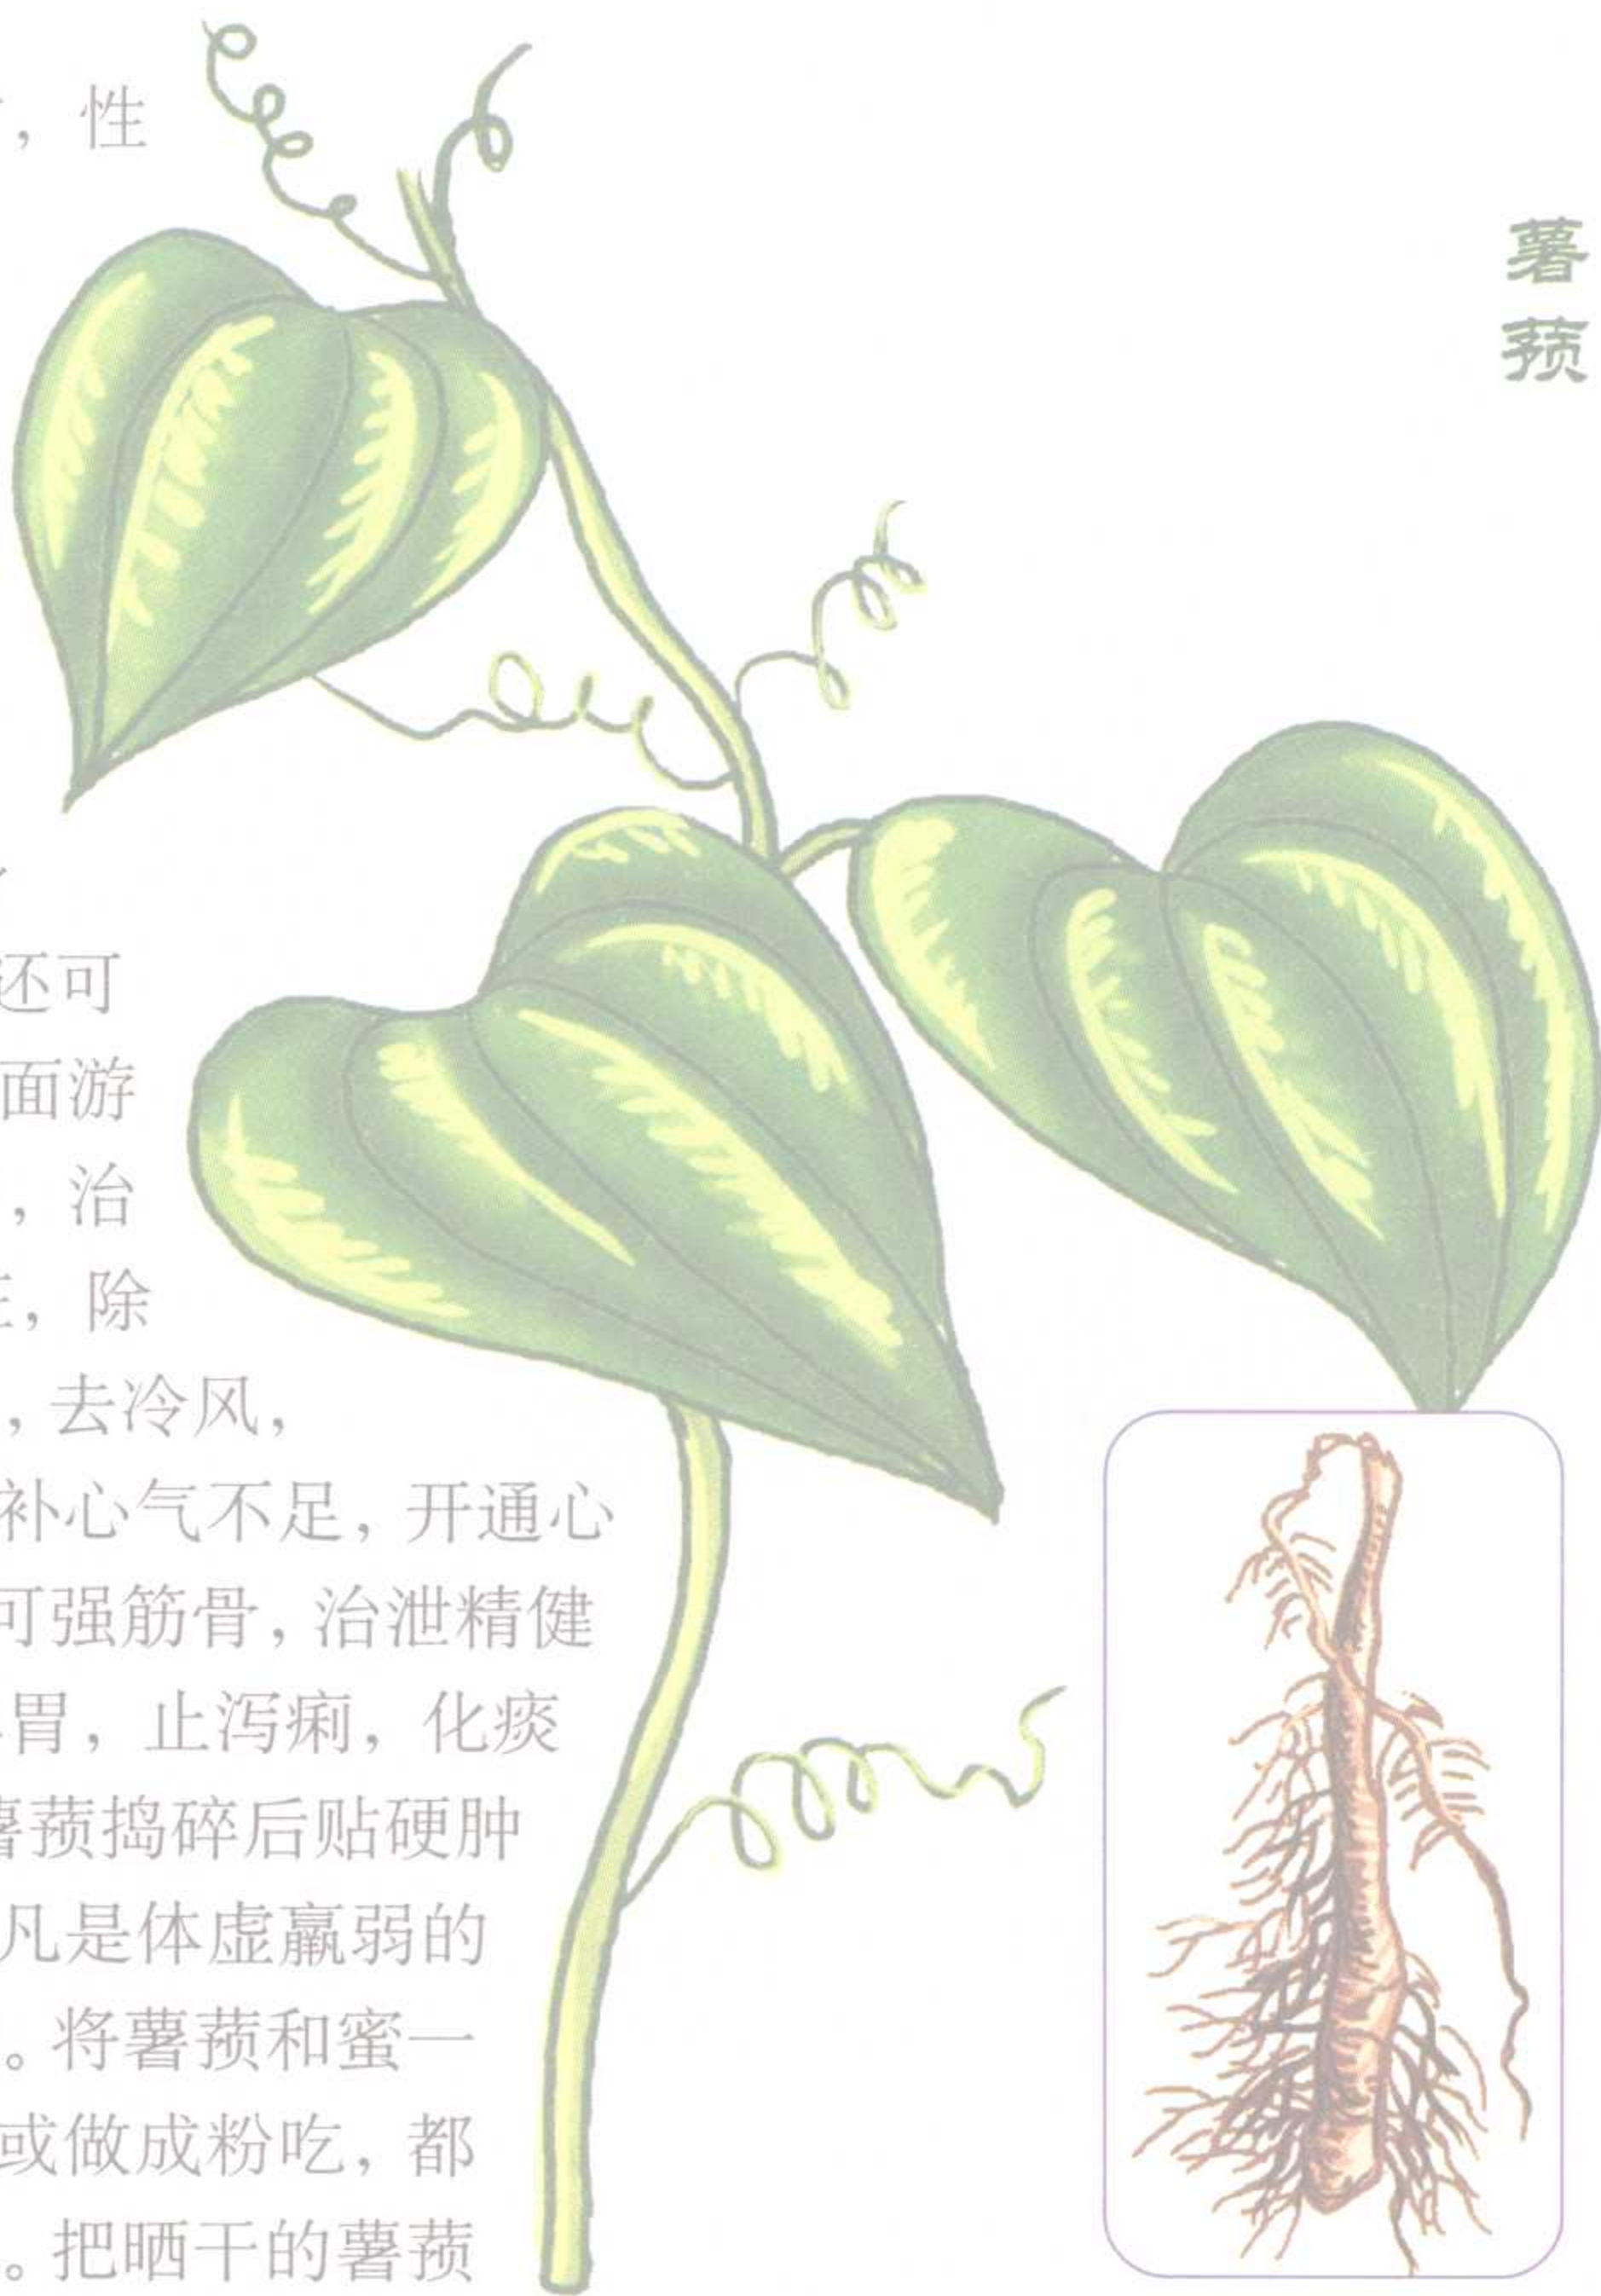 ，性
还可
面游
，治
，除
，去冷风，
补心气不足，开通心
可强筋骨，治泄精健
胃，止泻痢，化痰
薯蓣捣碎后贴硬肿
凡是体虚羸弱的
。将薯蓣和蜜一
或做成粉吃，都
。把晒干的薯蓣
薯蓣